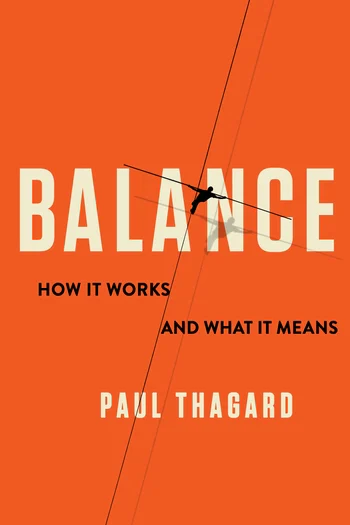 BALANCE
HOW IT WORKS
AND WHAT IT MEANS
PAUL THAGARD